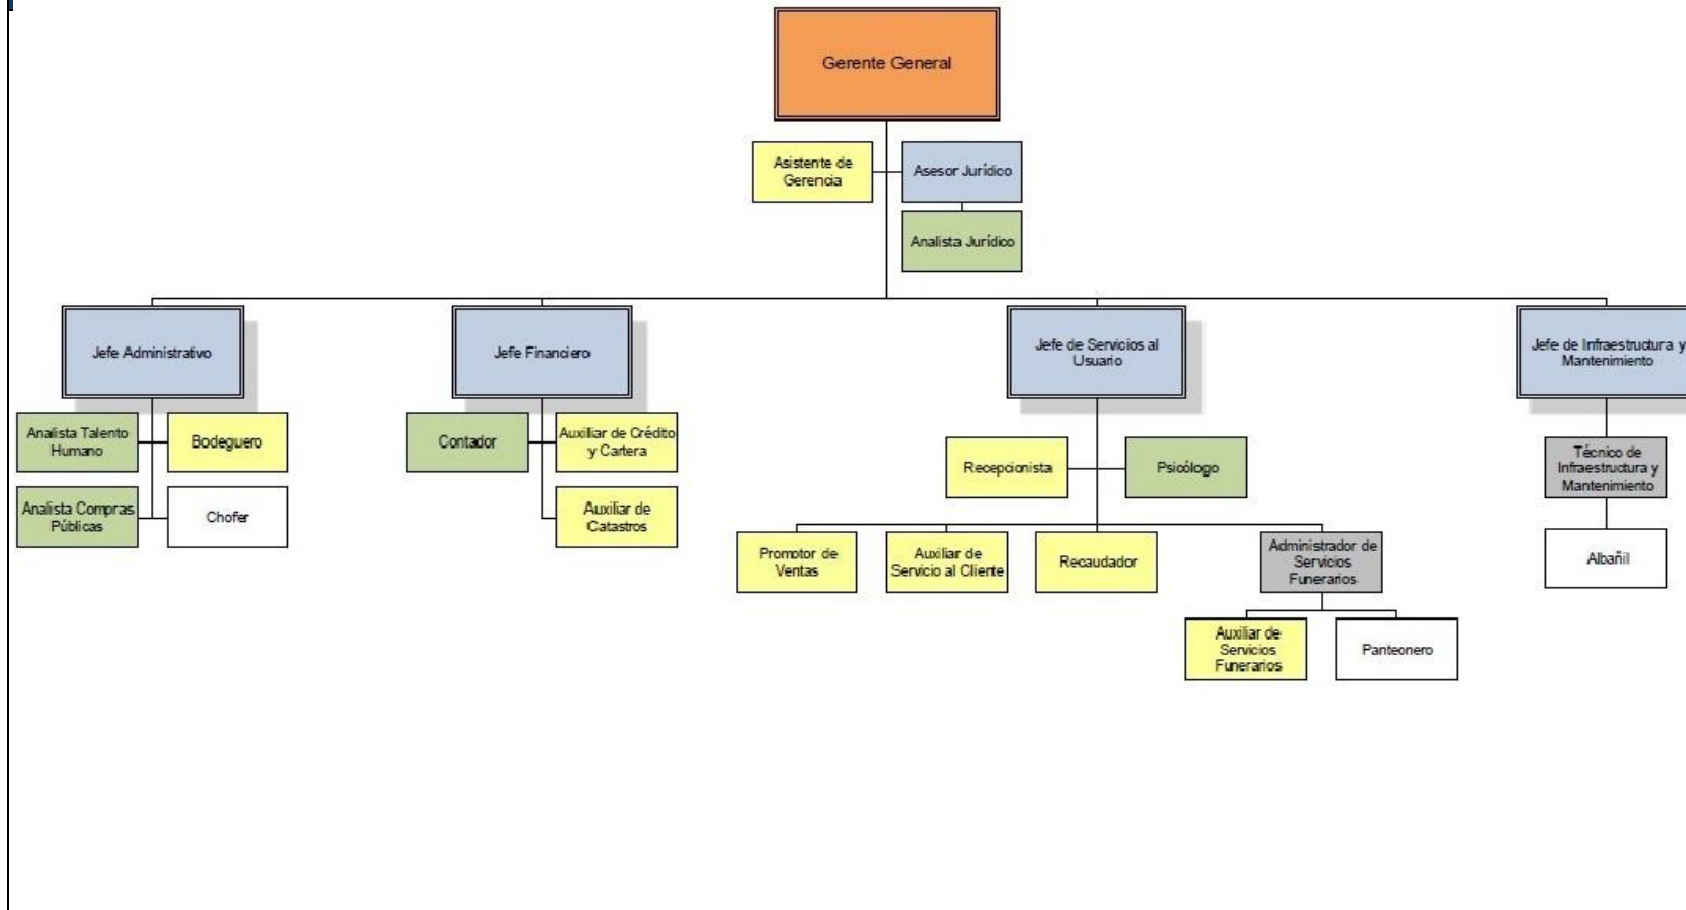 Gerente General
Asistente de
Gerencia
Asesor Jurídico
Analista Jurídico
Jefe Administrativo
Jefe Financiero
Jefe de Servicios al
Usuario
Jefe de Infraestructura y
Mantenimiento
Analista Talento
Humano
Bodeguero
Analista Compras
Públicas
Chofer
Contador
Auxiliar de Crédito
y Cartera
Auxiliar de
Catastros
Recepcionista
Psicólogo
Promotor de
Ventas
Auxiliar de
Servicio al Cliente
Recaudador
Administrador de
Servicios
Funerarios
Auxiliar de
Servicios
Funerarios
Panteonero
Técnico de
Infraestructura y
Mantenimiento
Albañil